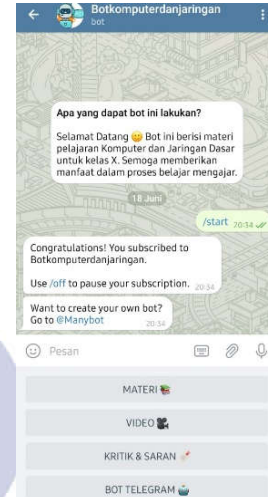 Botkomputerdanjaringan
bot
Apa yang dapat bot ini lakukan?
Selamat Datang 😊 Bot ini berisi materi
pelajaran Komputer dan Jaringan Dasar
untuk kelas X. Semoga memberikan
manfaat dalam proses belajar mengajar.
18 Juni
/start 20:34
Congratulations! You subscribed to
Botkomputerdanjaringan.
Use /off to pause your subscription. 20:34
Want to create your own bot?
Go to @Manybot 20:34
Pesan
MATERI 📚
VIDEO 🎥
KRITIK & SARAN 📝
BOT TELEGRAM 🤖